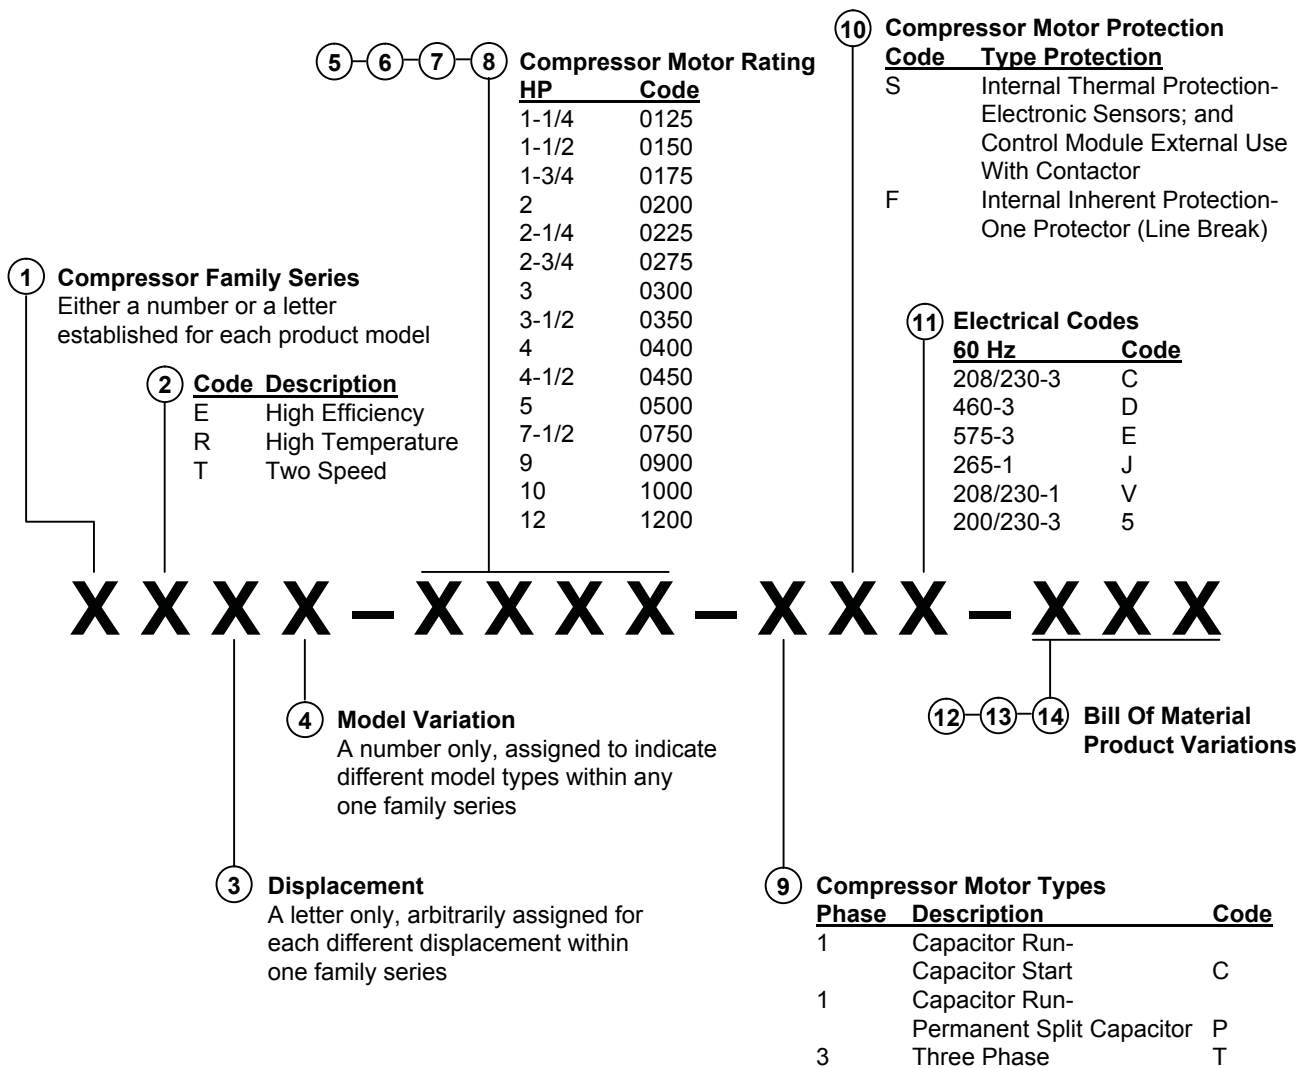 5 6 7 8 Compressor Motor Rating
HP Code
1-1/4 0125
1-1/2 0150
1-3/4 0175
2 0200
2-1/4 0225
2-3/4 0275
3 0300
3-1/2 0350
4 0400
4-1/2 0450
5 0500
7-1/2 0750
9 0900
10 1000
12 1200
10 Compressor Motor Protection
Code Type Protection
S Internal Thermal Protection-
Electronic Sensors; and
Control Module External Use
With Contactor
F Internal Inherent Protection-
One Protector (Line Break)
1 Compressor Family Series
Either a number or a letter
established for each product model
2 Code Description
E High Efficiency
R High Temperature
T Two Speed
11 Electrical Codes
60 Hz Code
208/230-3 C
460-3 D
575-3 E
265-1 J
208/230-1 V
200/230-3 5
X X X X – X X X X – X X X – X X X
4 Model Variation
A number only, assigned to indicate
different model types within any
one family series
12 13 14 Bill Of Material
Product Variations
3 Displacement
A letter only, arbitrarily assigned for
each different displacement within
one family series
9 Compressor Motor Types
Phase Description Code
1 Capacitor Run-
Capacitor Start C
1 Capacitor Run-
Permanent Split Capacitor P
3 Three Phase T